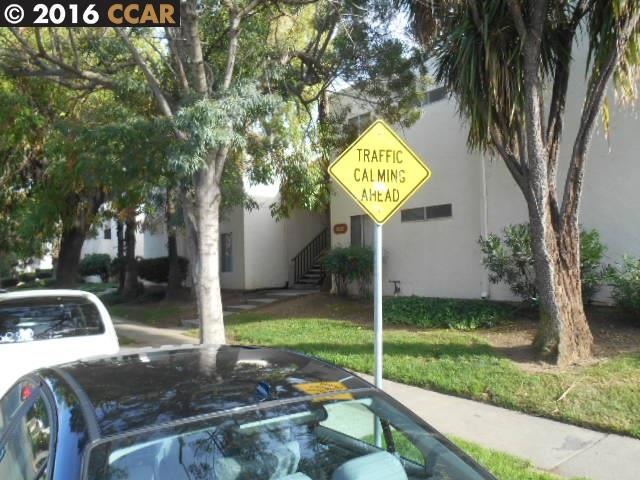 © 2016 CCAR
TRAFFIC
CALMING
AHEAD